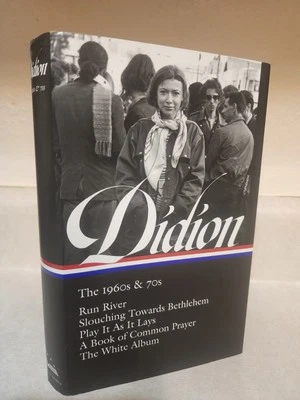 Didion
Didion
The 1960s & 70s
Run River
Slouching Towards Bethlehem
Play It As It Lays
A Book of Common Prayer
The White Album